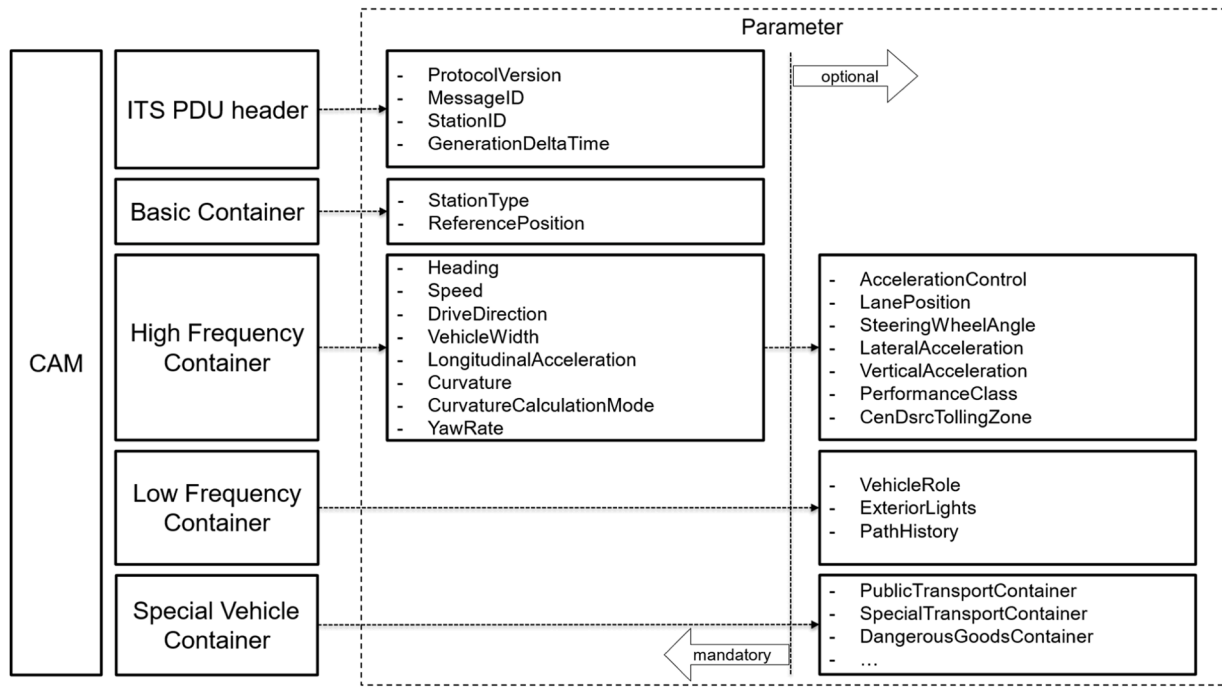 Parameter
optional
CAM
ITS PDU header
- ProtocolVersion
- MessageID
- StationID
- GenerationDeltaTime
Basic Container
- StationType
- ReferencePosition
High Frequency
Container
- Heading
- Speed
- DriveDirection
- VehicleWidth
- LongitudinalAcceleration
- Curvature
- CurvatureCalculationMode
- YawRate
- AccelerationControl
- LanePosition
- SteeringWheelAngle
- LateralAcceleration
- VerticalAcceleration
- PerformanceClass
- CenDsrcTollingZone
Low Frequency
Container
- VehicleRole
- ExteriorLights
- PathHistory
Special Vehicle
Container
- PublicTransportContainer
- SpecialTransportContainer
- DangerousGoodsContainer
- ...
mandatory